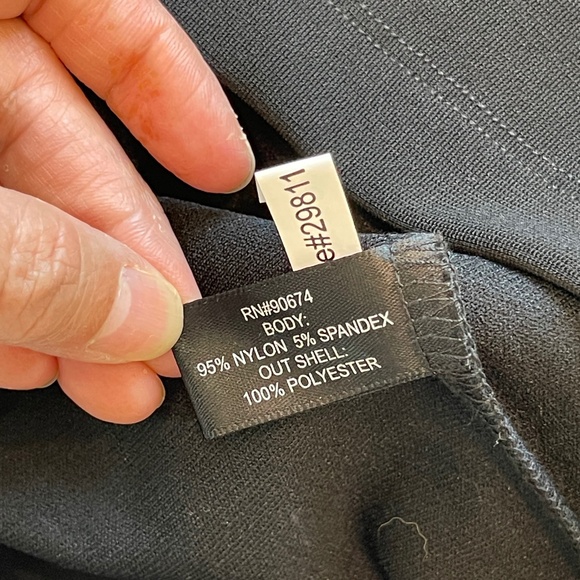 e#29811
RN#90674
BODY:
95% NYLON 5% SPANDEX
OUT SHELL:
100% POLYESTER